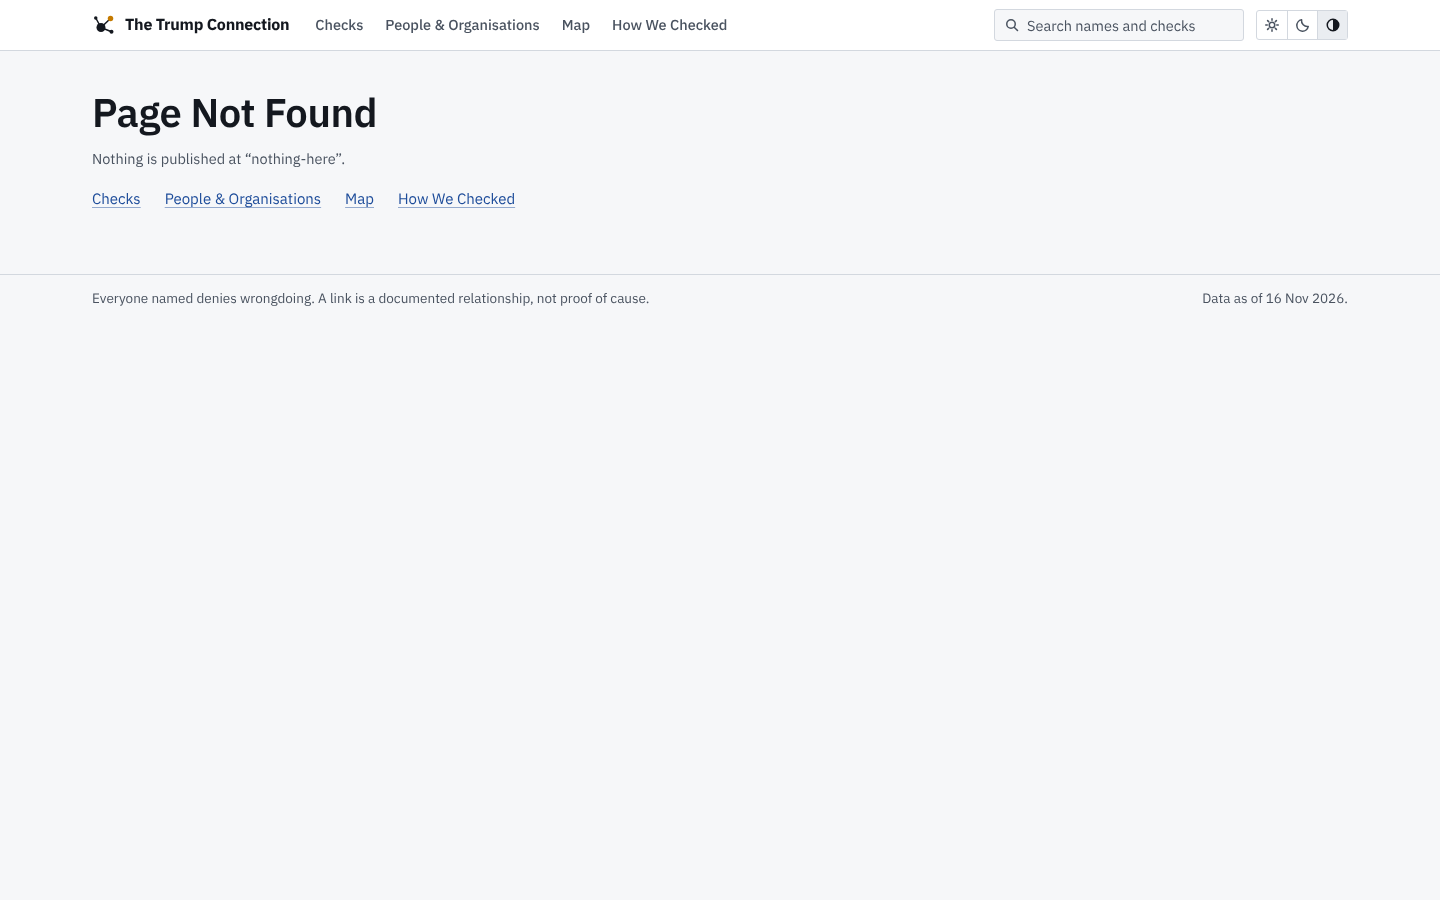 The Trump Connection Checks People & Organisations Map How We Checked Search names and checks
Page Not Found
Nothing is published at “nothing-here”.
Checks People & Organisations Map How We Checked
Everyone named denies wrongdoing. A link is a documented relationship, not proof of cause. Data as of 16 Nov 2026.